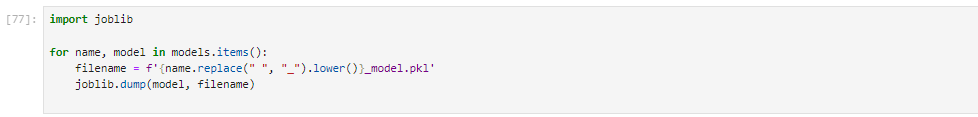 [77]: import joblib
for name, model in models.items():
filename = f'{name.replace(" ", "_").lower()}_model.pkl'
joblib.dump(model, filename)